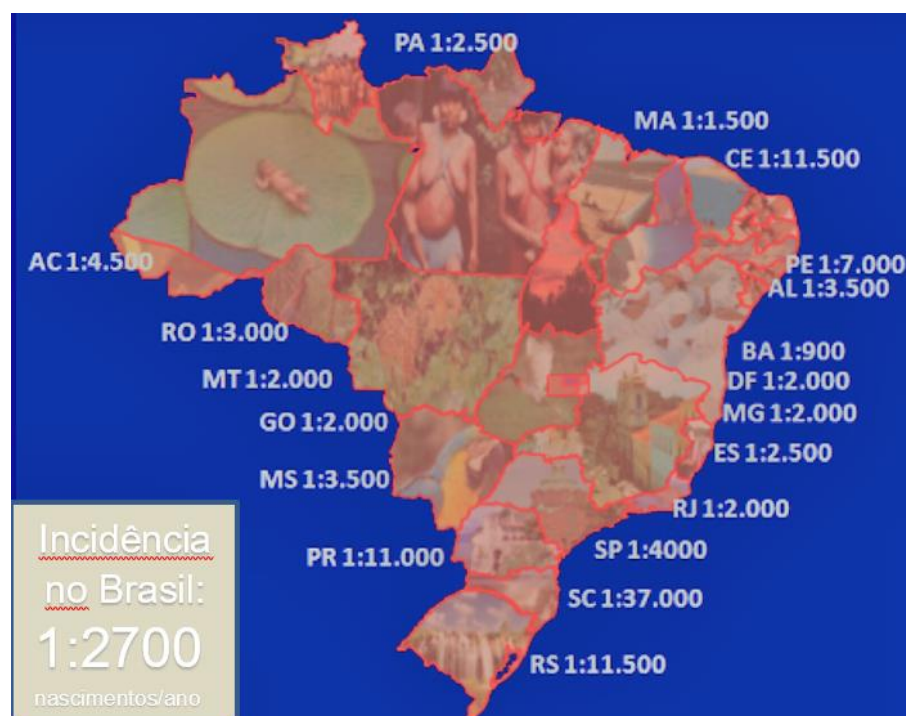 PA 1:2.500
MA 1:1.500
CE 1:11.500
AC 1:4.500
PE 1:7.000
AL 1:3.500
RO 1:3.000
BA 1:900
MT 1:2.000
DF 1:2.000
GO 1:2.000
MG 1:2.000
ES 1:2.500
MS 1:3.500
RJ 1:2.000
PR 1:11.000
SP 1:4000
SC 1:37.000
RS 1:11.500
Incidência
no Brasil:
1:2700
nascimentos/ano